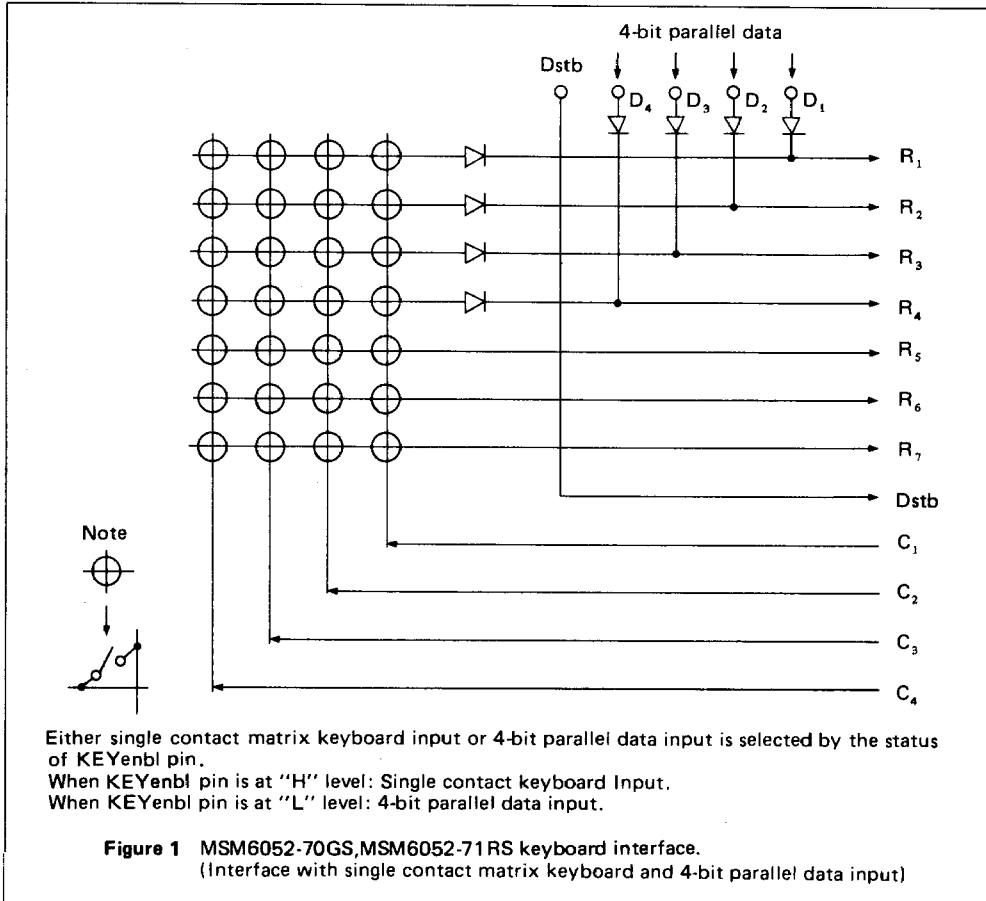 4-bit parallel data
Dstb
D4
D3
D2
D1
R1
R2
R3
R4
R5
R6
R7
Dstb
Note
C1
C2
C3
C4
Either single contact matrix keyboard input or 4-bit parallel data input is selected by the status
of KEYenbl pin.
When KEYenbl pin is at "H" level: Single contact keyboard Input.
When KEYenbl pin is at "L" level: 4-bit parallel data input.
Figure 1 MSM6052-70GS,MSM6052-71RS keyboard interface.
(Interface with single contact matrix keyboard and 4-bit parallel data input)